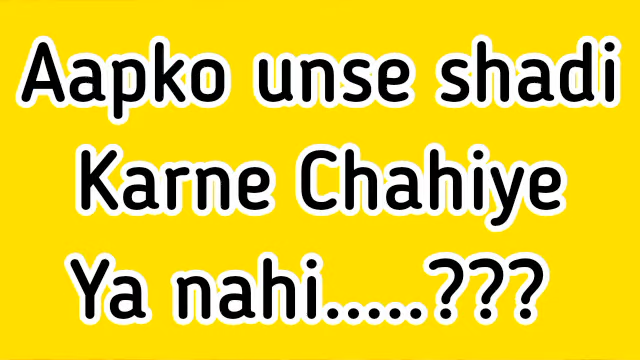 Aapko unse shadi
Karne Chahiye
Ya nahi.....???